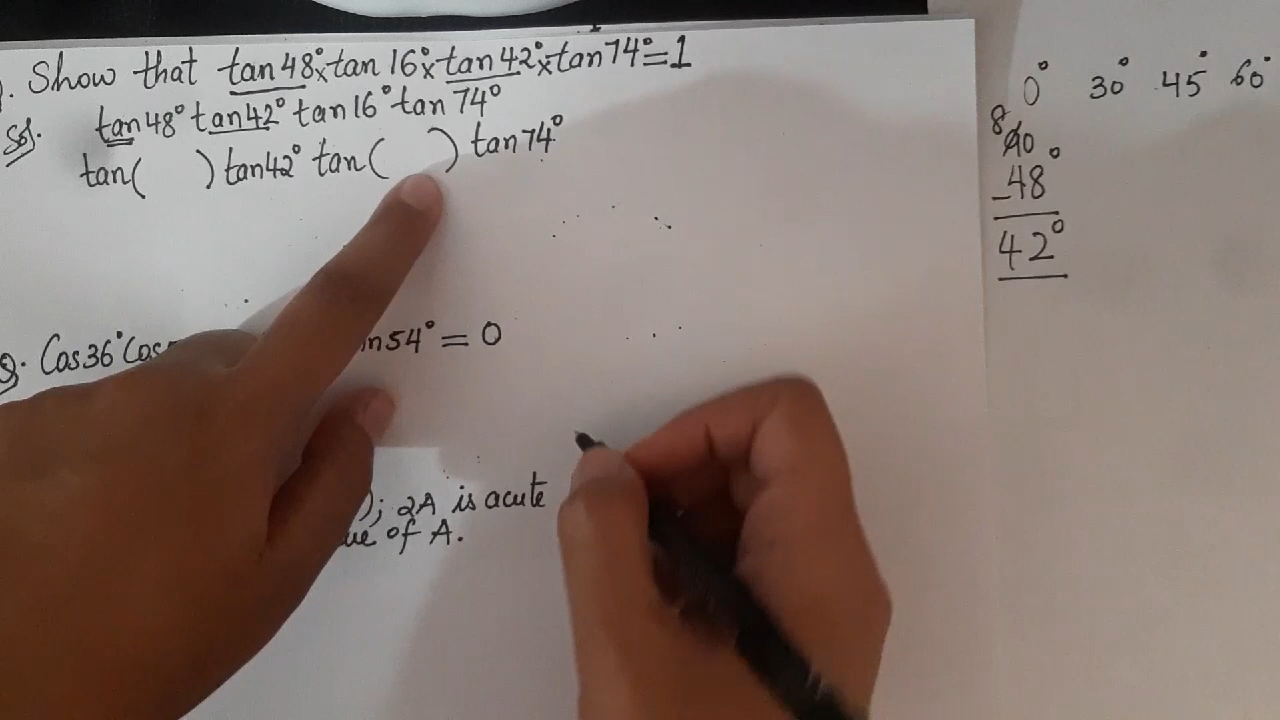 Show that tan 48° × tan 16° × tan 42° × tan 74° = 1
Sol. tan 48° tan 42° tan 16° tan 74°
tan( ) tan 42° tan( ) tan 74°
Q. Cos 36° Cos 54° = 0
); 2A is acute
of A.
0° 30° 45° 60°
8
90°
-48
42°